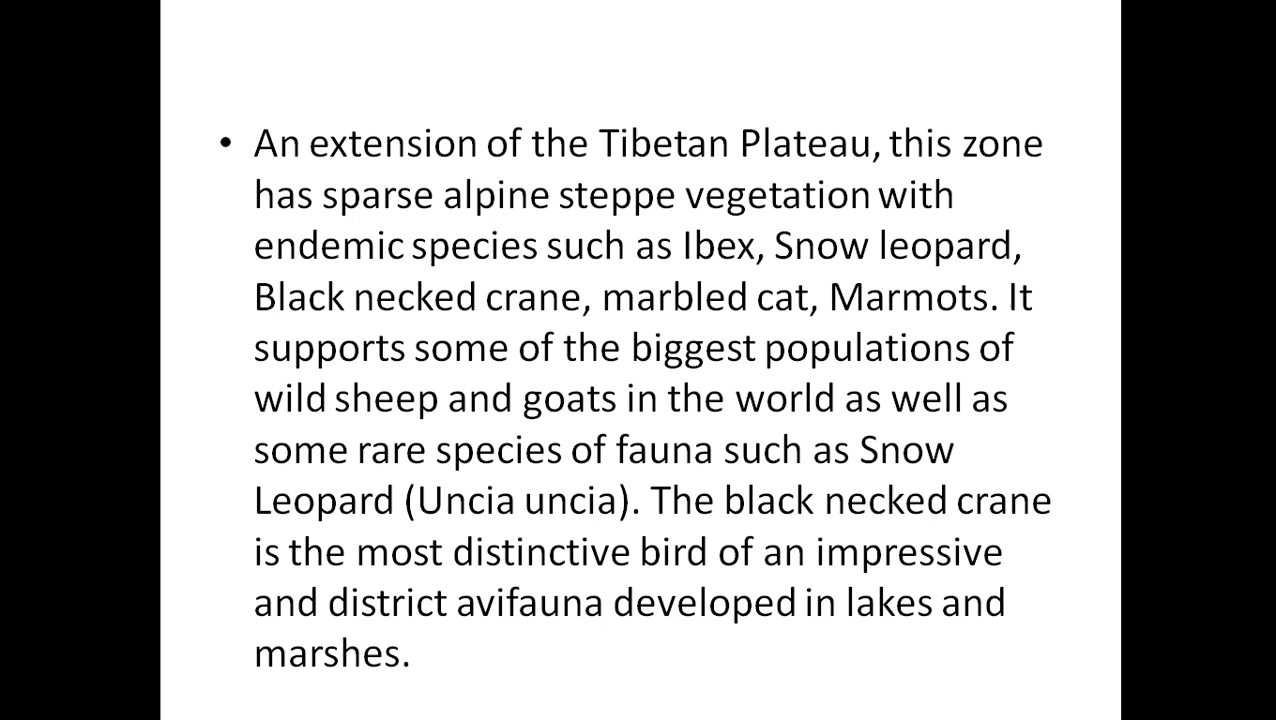 • An extension of the Tibetan Plateau, this zone
has sparse alpine steppe vegetation with
endemic species such as Ibex, Snow leopard,
Black necked crane, marbled cat, Marmots. It
supports some of the biggest populations of
wild sheep and goats in the world as well as
some rare species of fauna such as Snow
Leopard (Uncia uncia). The black necked crane
is the most distinctive bird of an impressive
and district avifauna developed in lakes and
marshes.